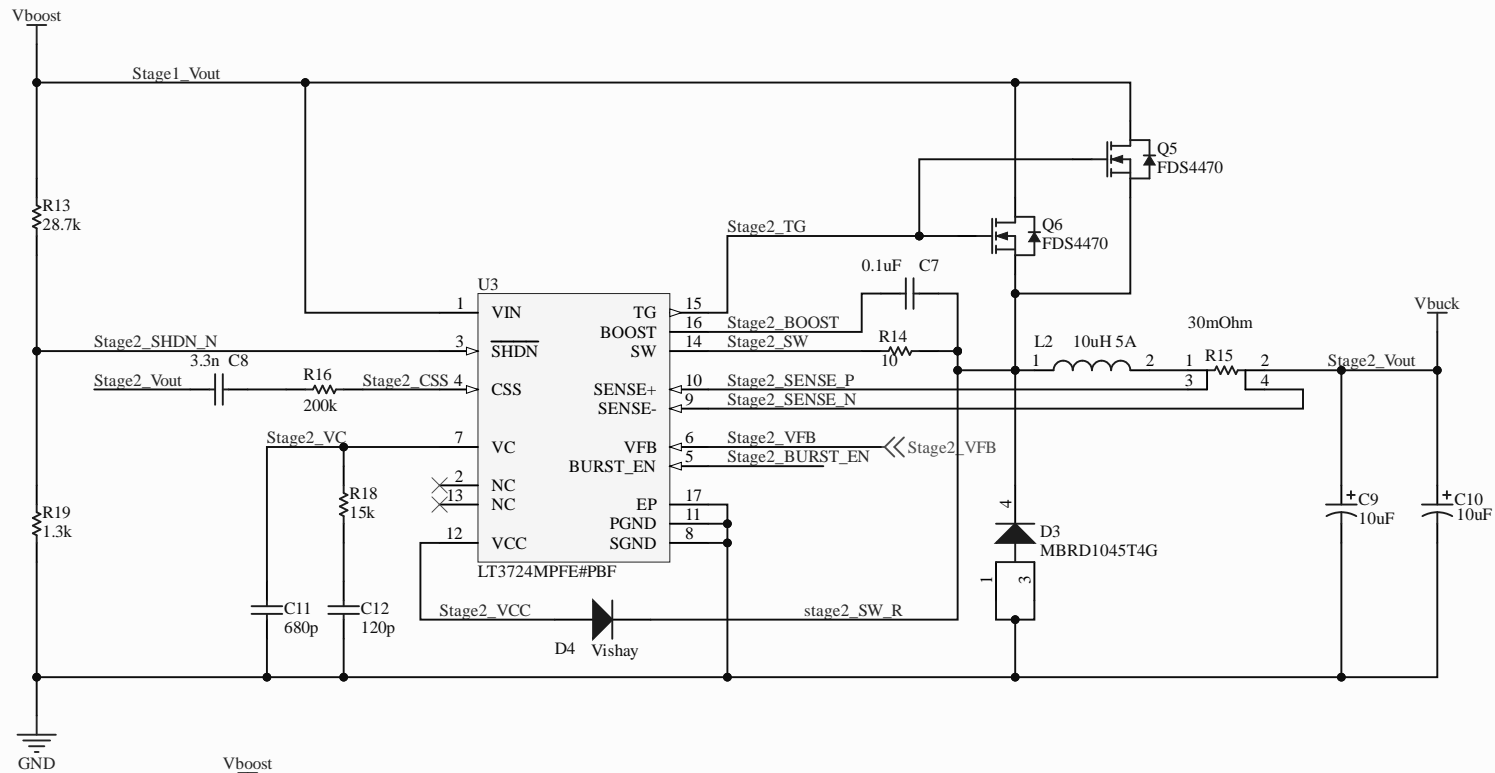 Vboost
Stage1_Vout
Q5
FDS4470
R13
28.7k
Stage2_TG
Q6
FDS4470
0.1uF C7
U3
1 VIN
TG 15
BOOST 16 Stage2_BOOST
Vbuck
Stage2_SHDN_N 3 SHDN
SW 14 Stage2_SW
R14
10
L2 10uH 5A
1 2
30mOhm
1 R15 2
3 4
Stage2_Vout
3.3n C8
Stage2_Vout
R16
200k
Stage2_CSS 4 CSS
SENSE+ 10 Stage2_SENSE_P
SENSE- 9 Stage2_SENSE_N
Stage2_VC 7 VC
VFB 6 Stage2_VFB
Stage2_VFB
BURST_EN 5 Stage2_BURST_EN
2 NC
13 NC
R18
15k
EP 17
PGND 11
SGND 8
12 VCC
R19
1.3k
4
D3
MBRD1045T4G
1 3
C9
+
10uF
C10
+
10uF
LT3724MPFE#PBF
C11
680p
C12
120p
Stage2_VCC
stage2_SW_R
D4 Vishay
GND
Vboost